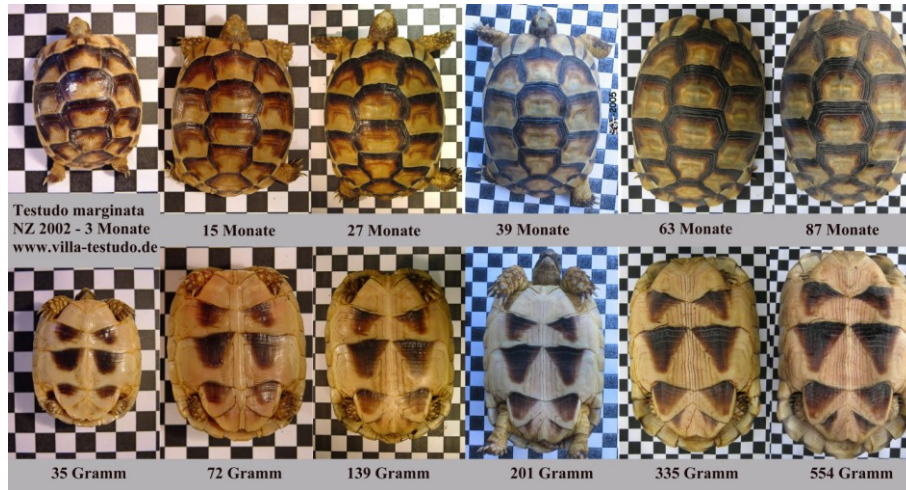 Testudo marginata
NZ 2002 - 3 Monate
www.villa-testudo.de
15 Monate
27 Monate
39 Monate
63 Monate
87 Monate
35 Gramm
72 Gramm
139 Gramm
201 Gramm
335 Gramm
554 Gramm